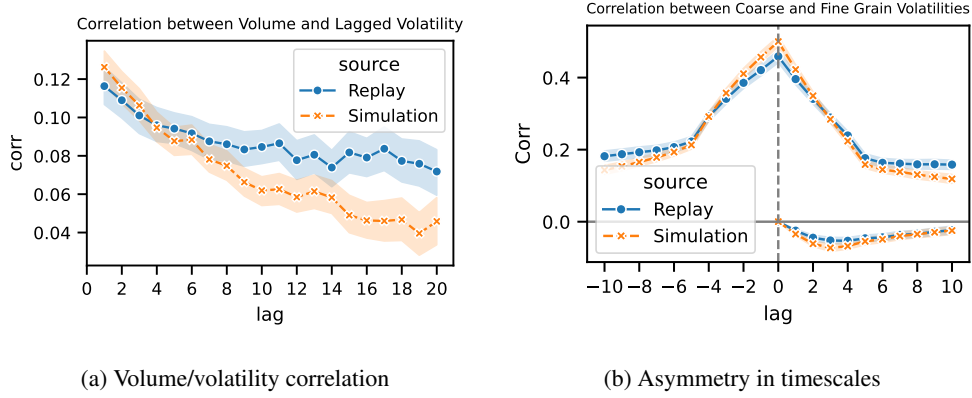 Correlation between Volume and Lagged Volatility
corr
0.12
0.10
0.08
0.06
0.04
source
Replay
Simulation
0 2 4 6 8 10 12 14 16 18 20
lag
(a) Volume/volatility correlation
Correlation between Coarse and Fine Grain Volatilities
Corr
0.4
0.2
0.0
source
Replay
Simulation
−10 −8 −6 −4 −2 0 2 4 6 8 10
lag
(b) Asymmetry in timescales